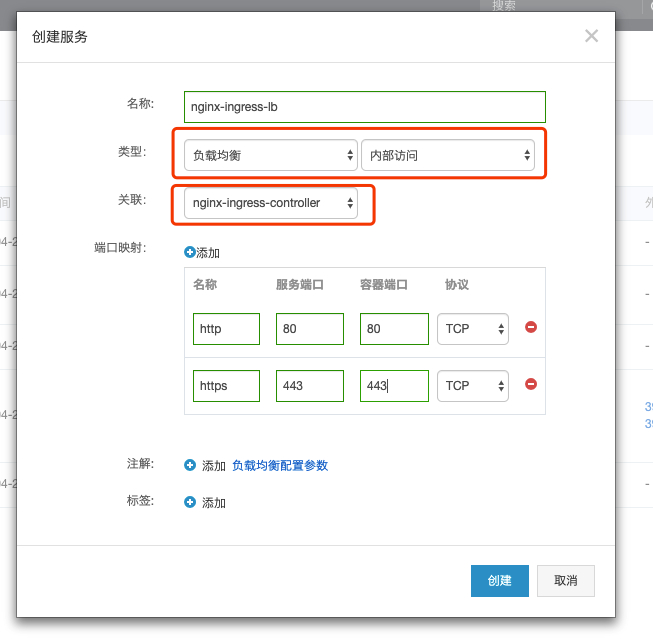 搜索
创建服务
名称: nginx-ingress-lb
类型: 负载均衡 内部访问
关联: nginx-ingress-controller
端口映射: 添加
名称 服务端口 容器端口 协议
http 80 80 TCP
https 443 443 TCP
注解: 添加 负载均衡配置参数
标签: 添加
创建 取消